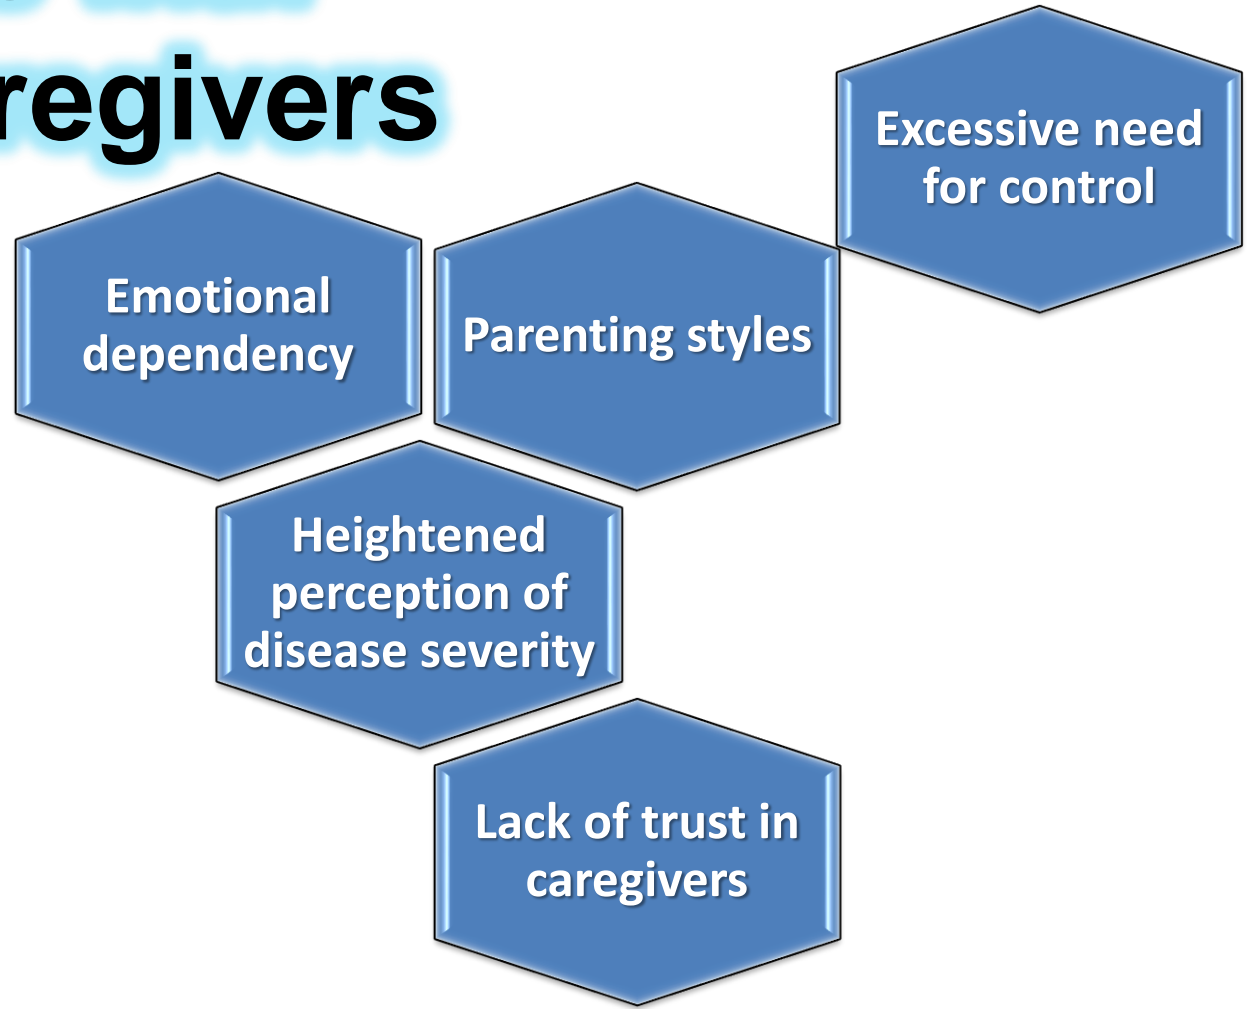 regivers
Excessive need
for control
Emotional
dependency
Parenting styles
Heightened
perception of
disease severity
Lack of trust in
caregivers